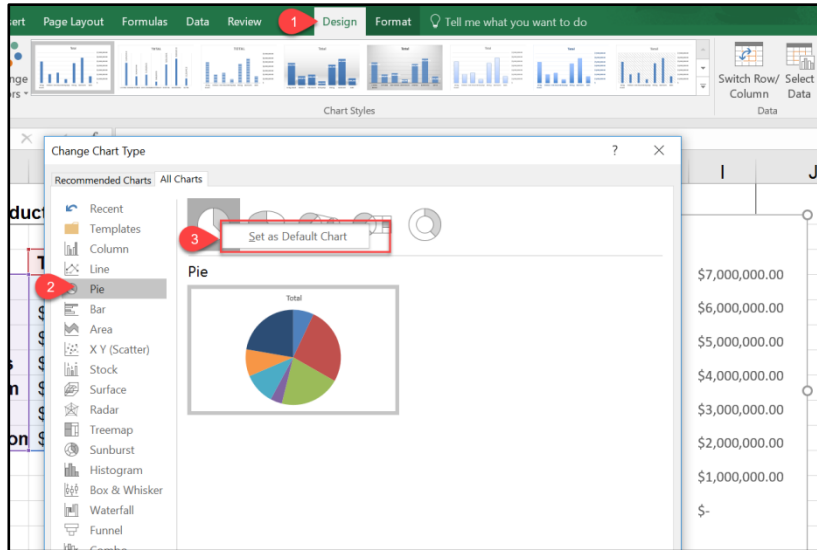 Page Layout Formulas Data Review 1 Design Format Tell me what you want to do
Switch Row/ Select
Column Data
Chart Styles Data
Change Chart Type ? ×
Recommended Charts All Charts
Recent
Templates
Column
Line
2 Pie
Bar
Area
X Y (Scatter)
Stock
Surface
Radar
Treemap
Sunburst
Histogram
Box & Whisker
Waterfall
Funnel
3 Set as Default Chart
Pie
Total
I J
$7,000,000.00
$6,000,000.00
$5,000,000.00
$4,000,000.00
$3,000,000.00
$2,000,000.00
$1,000,000.00
$-